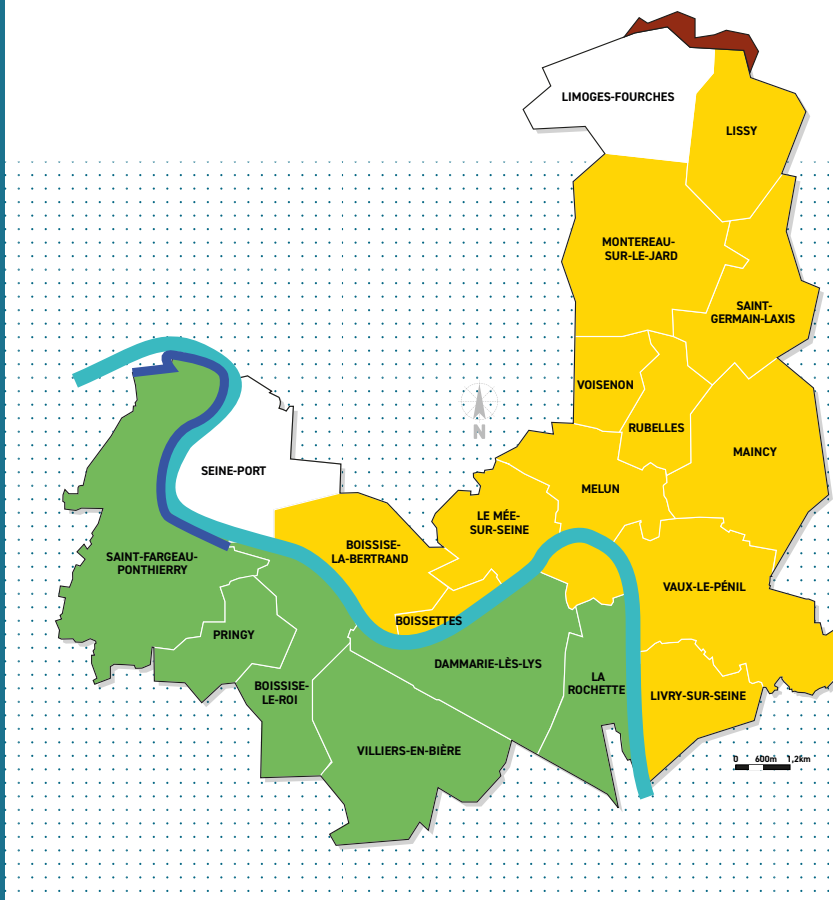 LIMOGES-FOURCHES
LISSY
MONTEREAU-
SUR-LE-JARD
SAINT-
GERMAIN-LAXIS
VOISENON
RUBELLES
MAINCY
N
SEINE-PORT
MELUN
LE MÉE-
SUR-SEINE
BOISSISE-
LA-BERTRAND
SAINT-FARGEAU-
PONTHIERRY
VAUX-LE-PÉNIL
BOISSETTES
PRINGY
DAMMARIE-LÈS-LYS
LA
ROCHETTE
BOISSISE-
LE-ROI
LIVRY-SUR-SEINE
VILLIERS-EN-BIÈRE
0 600m 1,2km